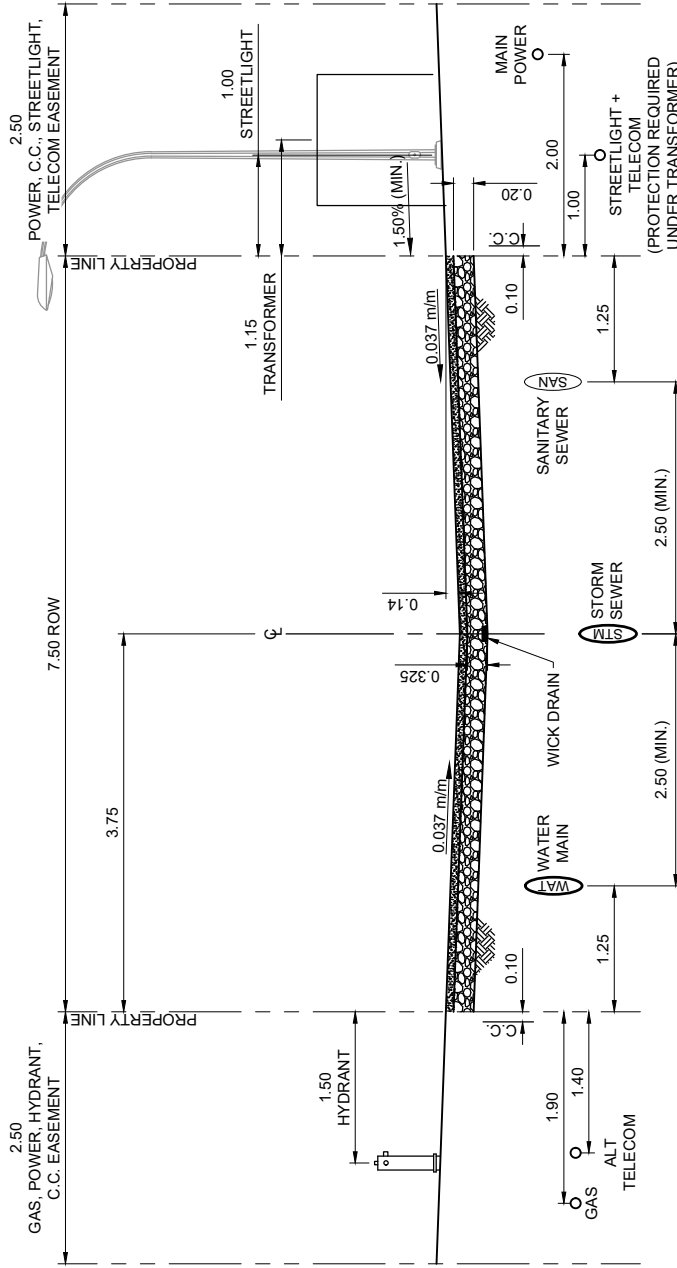 2.50
GAS, POWER, HYDRANT,
C.C. EASEMENT
7.50 ROW
2.50
POWER, C.C., STREETLIGHT,
TELECOM EASEMENT
3.75
PROPERTY LINE
PROPERTY LINE
1.00
STREETLIGHT
1.15
TRANSFORMER
1.50
HYDRANT
℄
0.037 m/m
0.037 m/m
1.50% (MIN.)
0.14
0.325
0.20
C.C.
0.10
C.C.
0.10
WICK DRAIN
WAT
WATER
MAIN
STM
STORM
SEWER
SAN
SANITARY
SEWER
MAIN
POWER
2.00
1.00
STREETLIGHT +
TELECOM
(PROTECTION REQUIRED
UNDER TRANSFORMER)
1.90
1.40
GAS
ALT
TELECOM
1.25
2.50 (MIN.)
2.50 (MIN.)
1.25